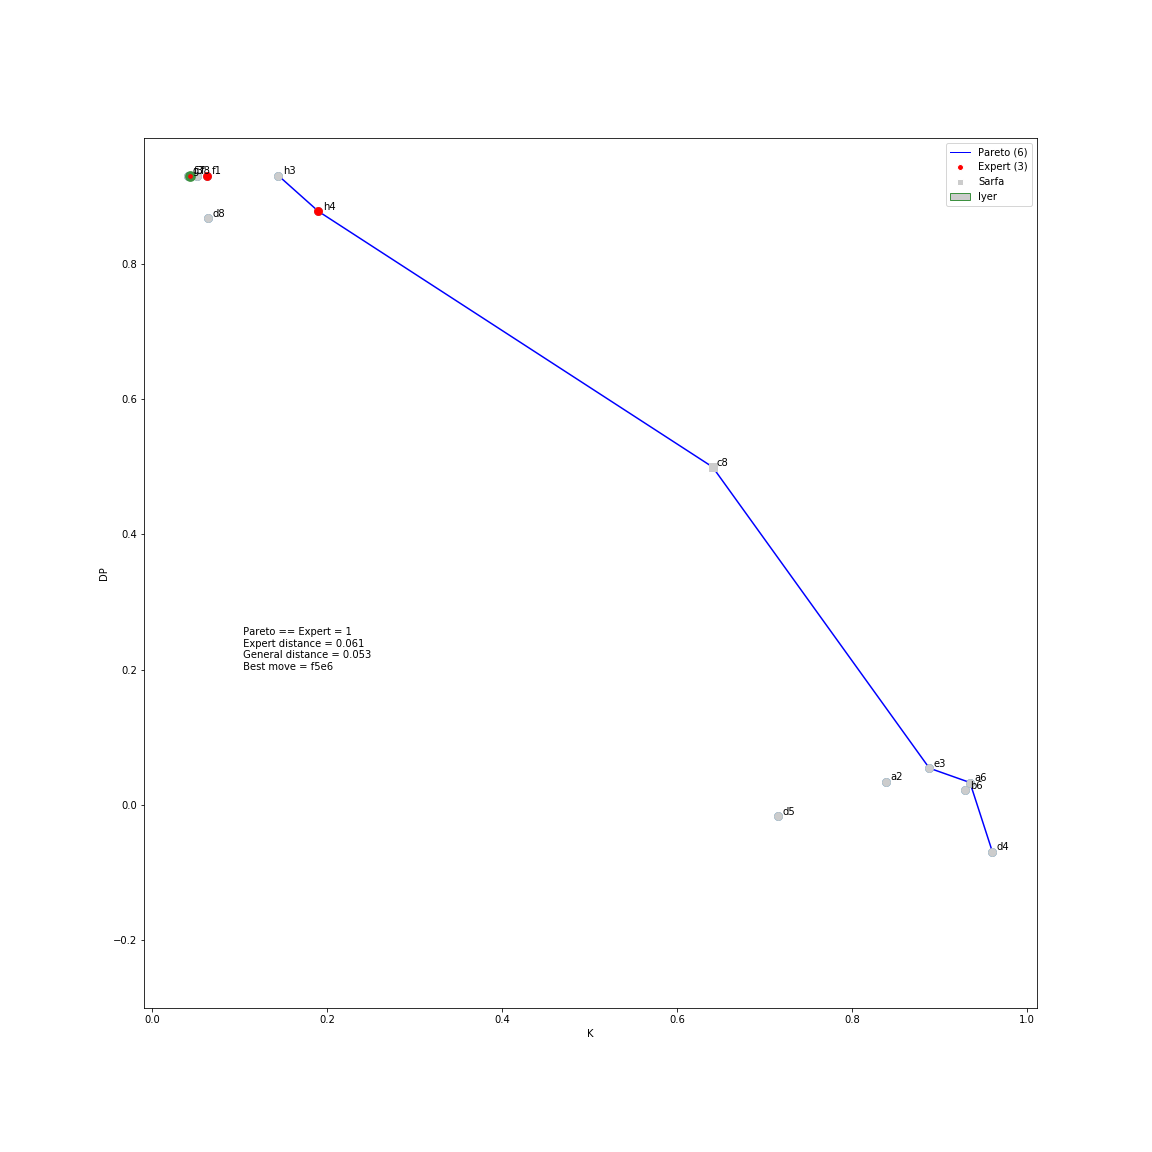 Pareto (6)
Expert (3)
Sarfa
Iyer
f1
h3
h4
d8
0.8
0.6
c8
0.4
DP
Pareto == Expert = 1
Expert distance = 0.061
General distance = 0.053
Best move = f5e6
0.2
e3
a2
a6
b6
0.0
d5
d4
−0.2
0.0 0.2 0.4 0.6 0.8 1.0
K